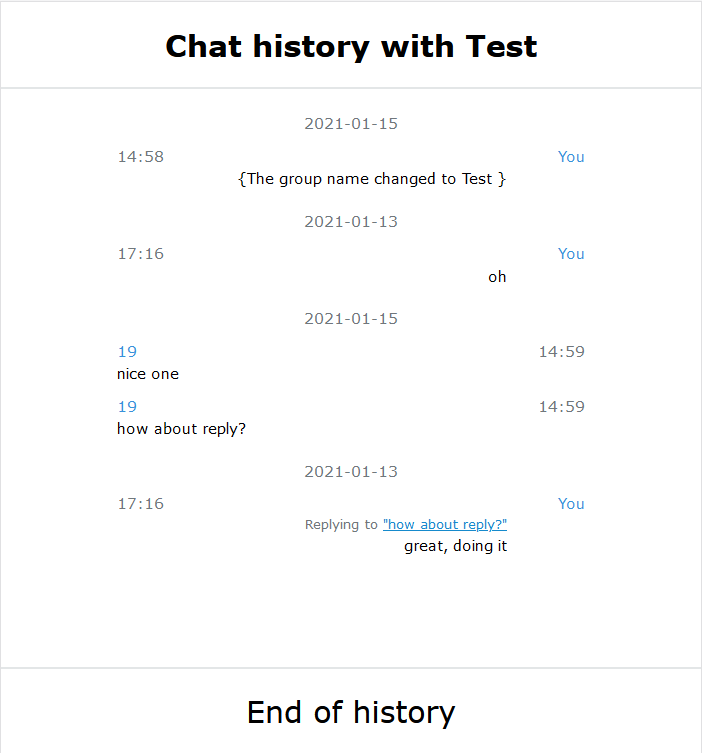 Chat history with Test
2021-01-15
14:58 You
{The group name changed to Test }
2021-01-13
17:16 You
oh
2021-01-15
19 14:59
nice one
19 14:59
how about reply?
2021-01-13
17:16 You
Replying to "how about reply?"
great, doing it
End of history